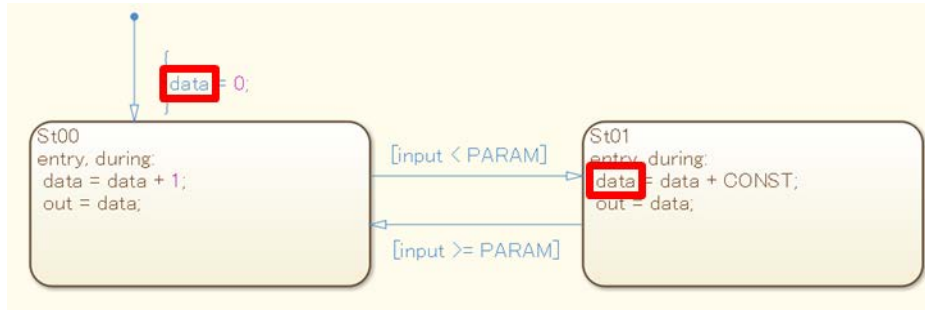 {
data = 0;
}
St00
entry, during:
data = data + 1;
out = data;
[input < PARAM]
[input >= PARAM]
St01
entry, during:
data = data + CONST;
out = data;